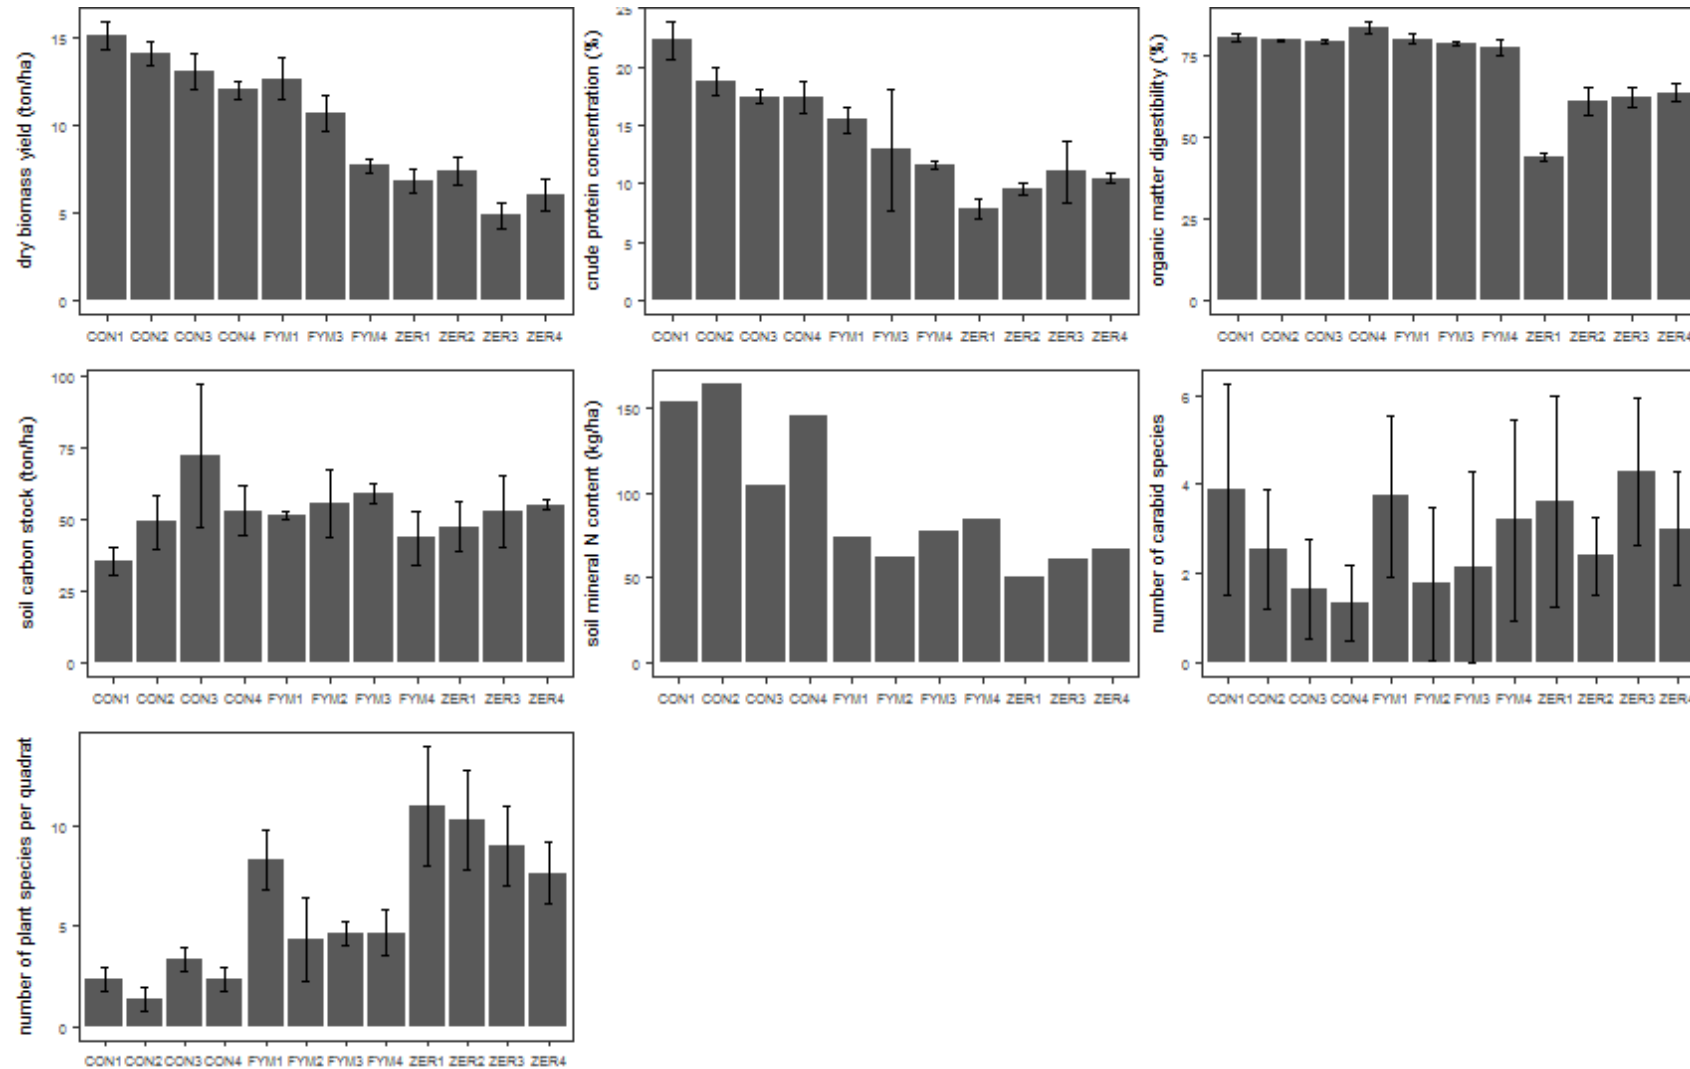 dry biomass yield (ton/ha)
15
10
5
0
CON1 CON2 CON3 CON4 FYM1 FYM3 FYM4 ZER1 ZER2 ZER3 ZER4
crude protein concentration (%)
25
20
15
10
5
0
CON1 CON2 CON3 CON4 FYM1 FYM3 FYM4 ZER1 ZER2 ZER3 ZER4
organic matter digestibility (%)
75
50
25
0
CON1 CON2 CON3 CON4 FYM1 FYM3 FYM4 ZER1 ZER2 ZER3 ZER4
soil carbon stock (ton/ha)
100
75
50
25
0
CON1 CON2 CON3 CON4 FYM1 FYM2 FYM3 FYM4 ZER1 ZER3 ZER4
soil mineral N content (kg/ha)
150
100
50
0
CON1 CON2 CON3 CON4 FYM1 FYM2 FYM3 FYM4 ZER1 ZER3 ZER4
number of carabid species
6
4
2
0
CON1 CON2 CON3 CON4 FYM1 FYM2 FYM3 FYM4 ZER1 ZER2 ZER3 ZER4
number of plant species per quadrat
10
5
0
CON1 CON2 CON3 CON4 FYM1 FYM2 FYM3 FYM4 ZER1 ZER2 ZER3 ZER4